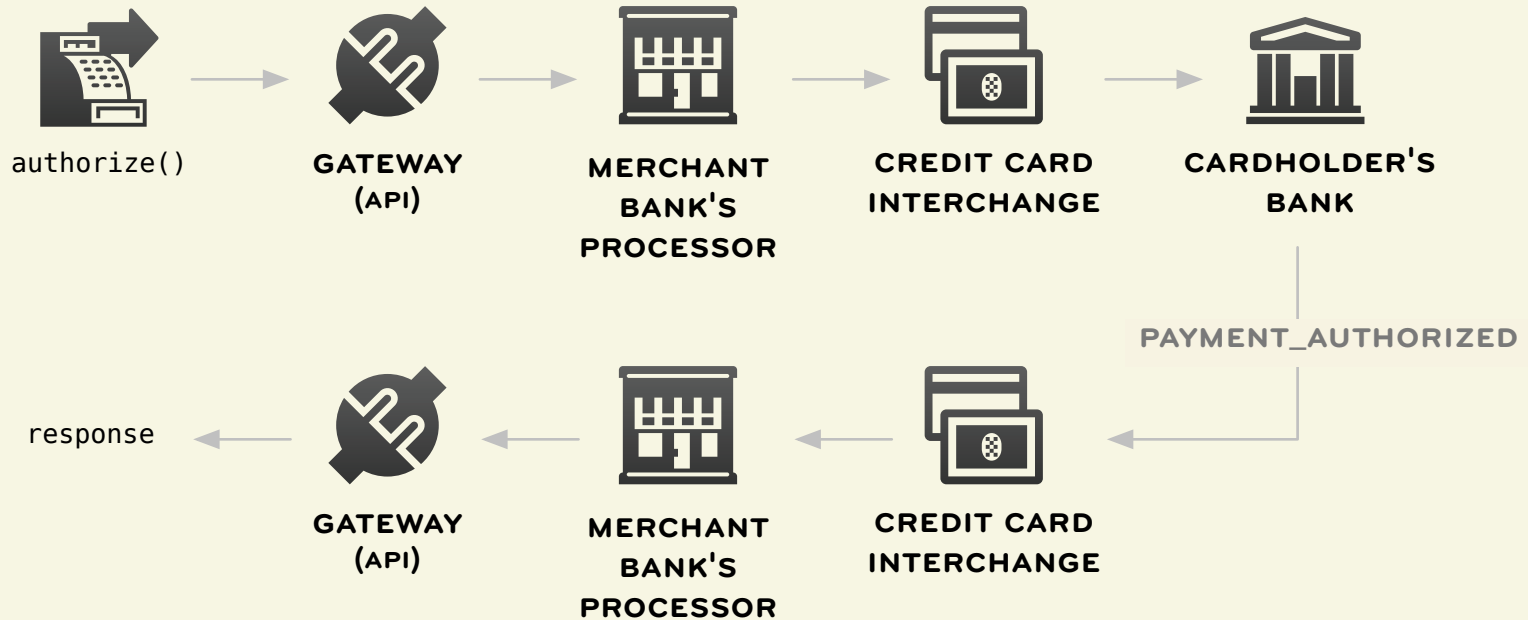 authorize()
GATEWAY
(API)
MERCHANT
BANK'S
PROCESSOR
CREDIT CARD
INTERCHANGE
CARDHOLDER'S
BANK
PAYMENT_AUTHORIZED
response
GATEWAY
(API)
MERCHANT
BANK'S
PROCESSOR
CREDIT CARD
INTERCHANGE